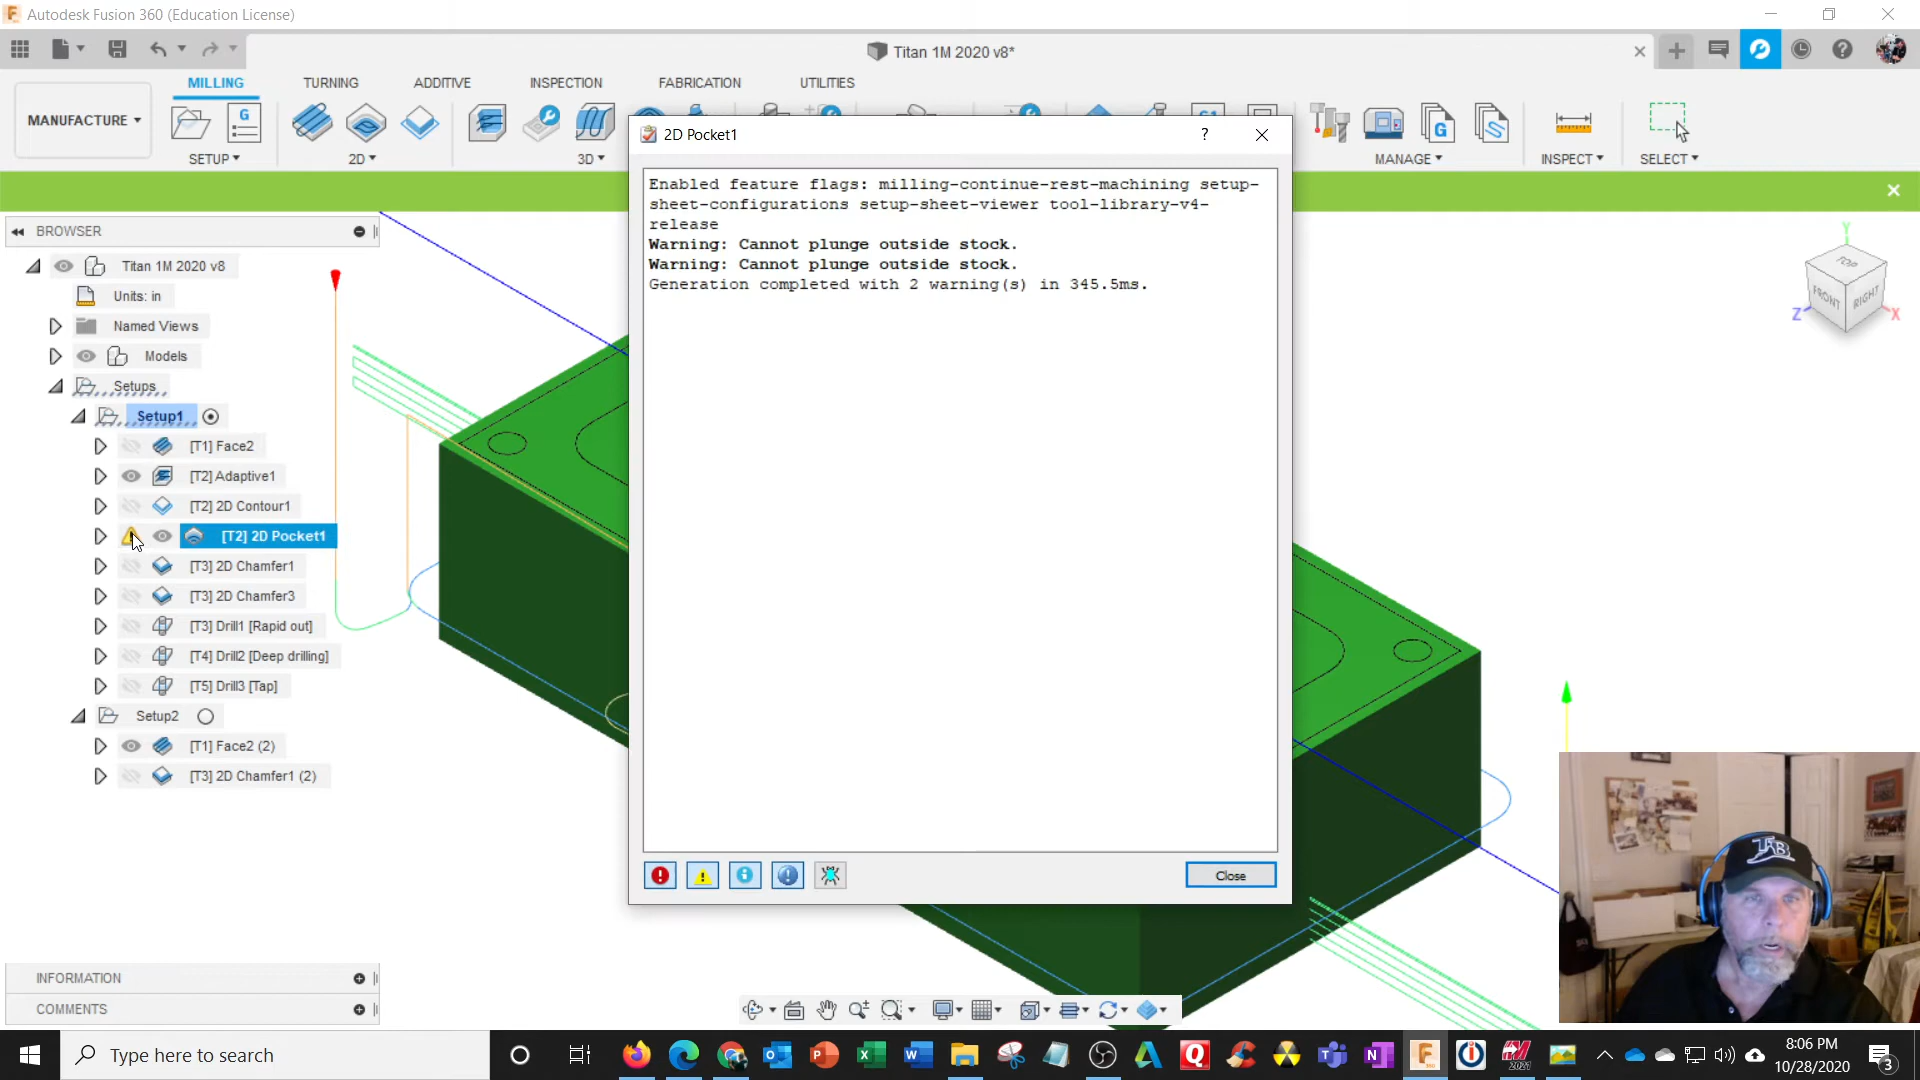 Autodesk Fusion 360 (Education License)
Titan 1M 2020 v8*
MILLING
TURNING
ADDITIVE
INSPECTION
FABRICATION
UTILITIES
MANUFACTURE
SETUP
2D
3D
MANAGE
INSPECT
SELECT
2D Pocket1
?
Enabled feature flags: milling-continue-rest-machining setup-
sheet-configurations setup-sheet-viewer tool-library-v4-
release
Warning: Cannot plunge outside stock.
Warning: Cannot plunge outside stock.
Generation completed with 2 warning(s) in 345.5ms.
Close
BROWSER
Titan 1M 2020 v8
Units: in
Named Views
Models
Setups
Setup1
[T1] Face2
[T2] Adaptive1
[T2] 2D Contour1
[T2] 2D Pocket1
[T3] 2D Chamfer1
[T3] 2D Chamfer3
[T3] Drill1 [Rapid out]
[T4] Drill2 [Deep drilling]
[T5] Drill3 [Tap]
Setup2
[T1] Face2 (2)
[T3] 2D Chamfer1 (2)
Y
TOP
FRONT
RIGHT
Z
X
INFORMATION
COMMENTS
Type here to search
8:06 PM
10/28/2020
3